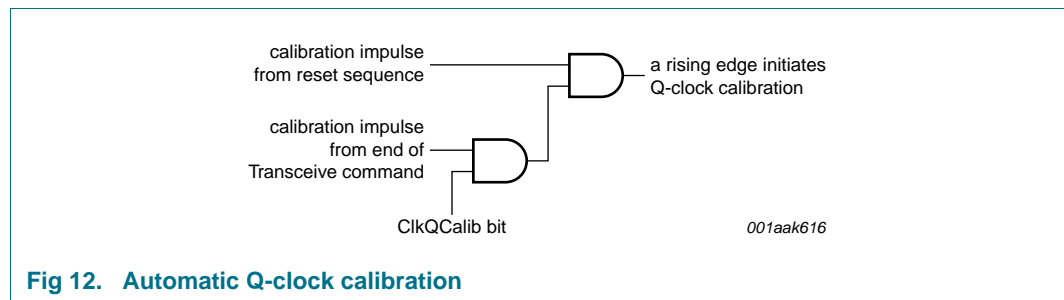 calibration impulse
from reset sequence
a rising edge initiates
Q-clock calibration
calibration impulse
from end of
Transceive command
ClkQCalib bit
001aak616
Fig 12. Automatic Q-clock calibration